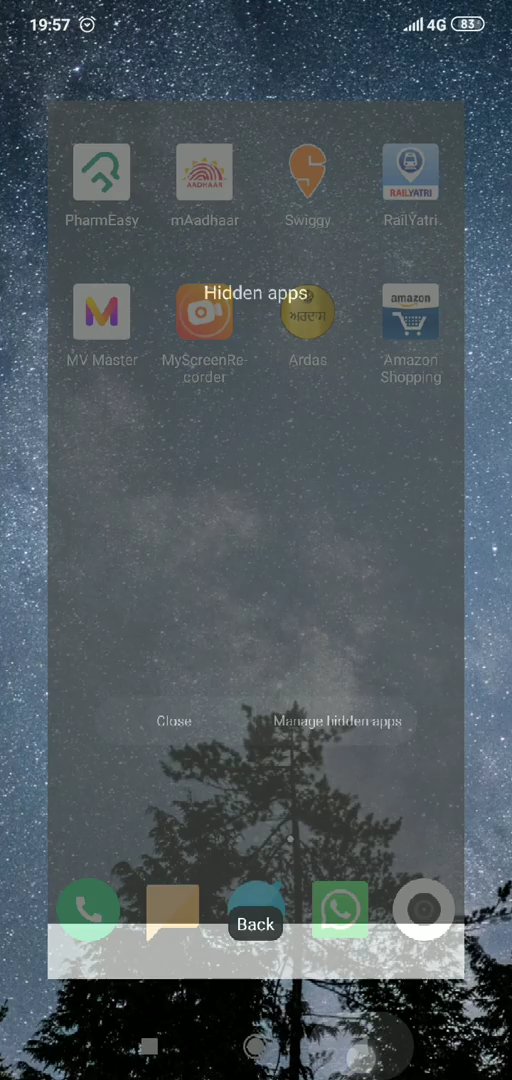 19:57 4G 83
AADHAAR RAILYATRI
PharmEasy mAadhaar Swiggy RailYatri
Hidden apps
amazon
ਅਰਦਾਸ
MV Master MyScreenRe- Ardas Amazon
corder Shopping
Close Manage hidden apps
Back